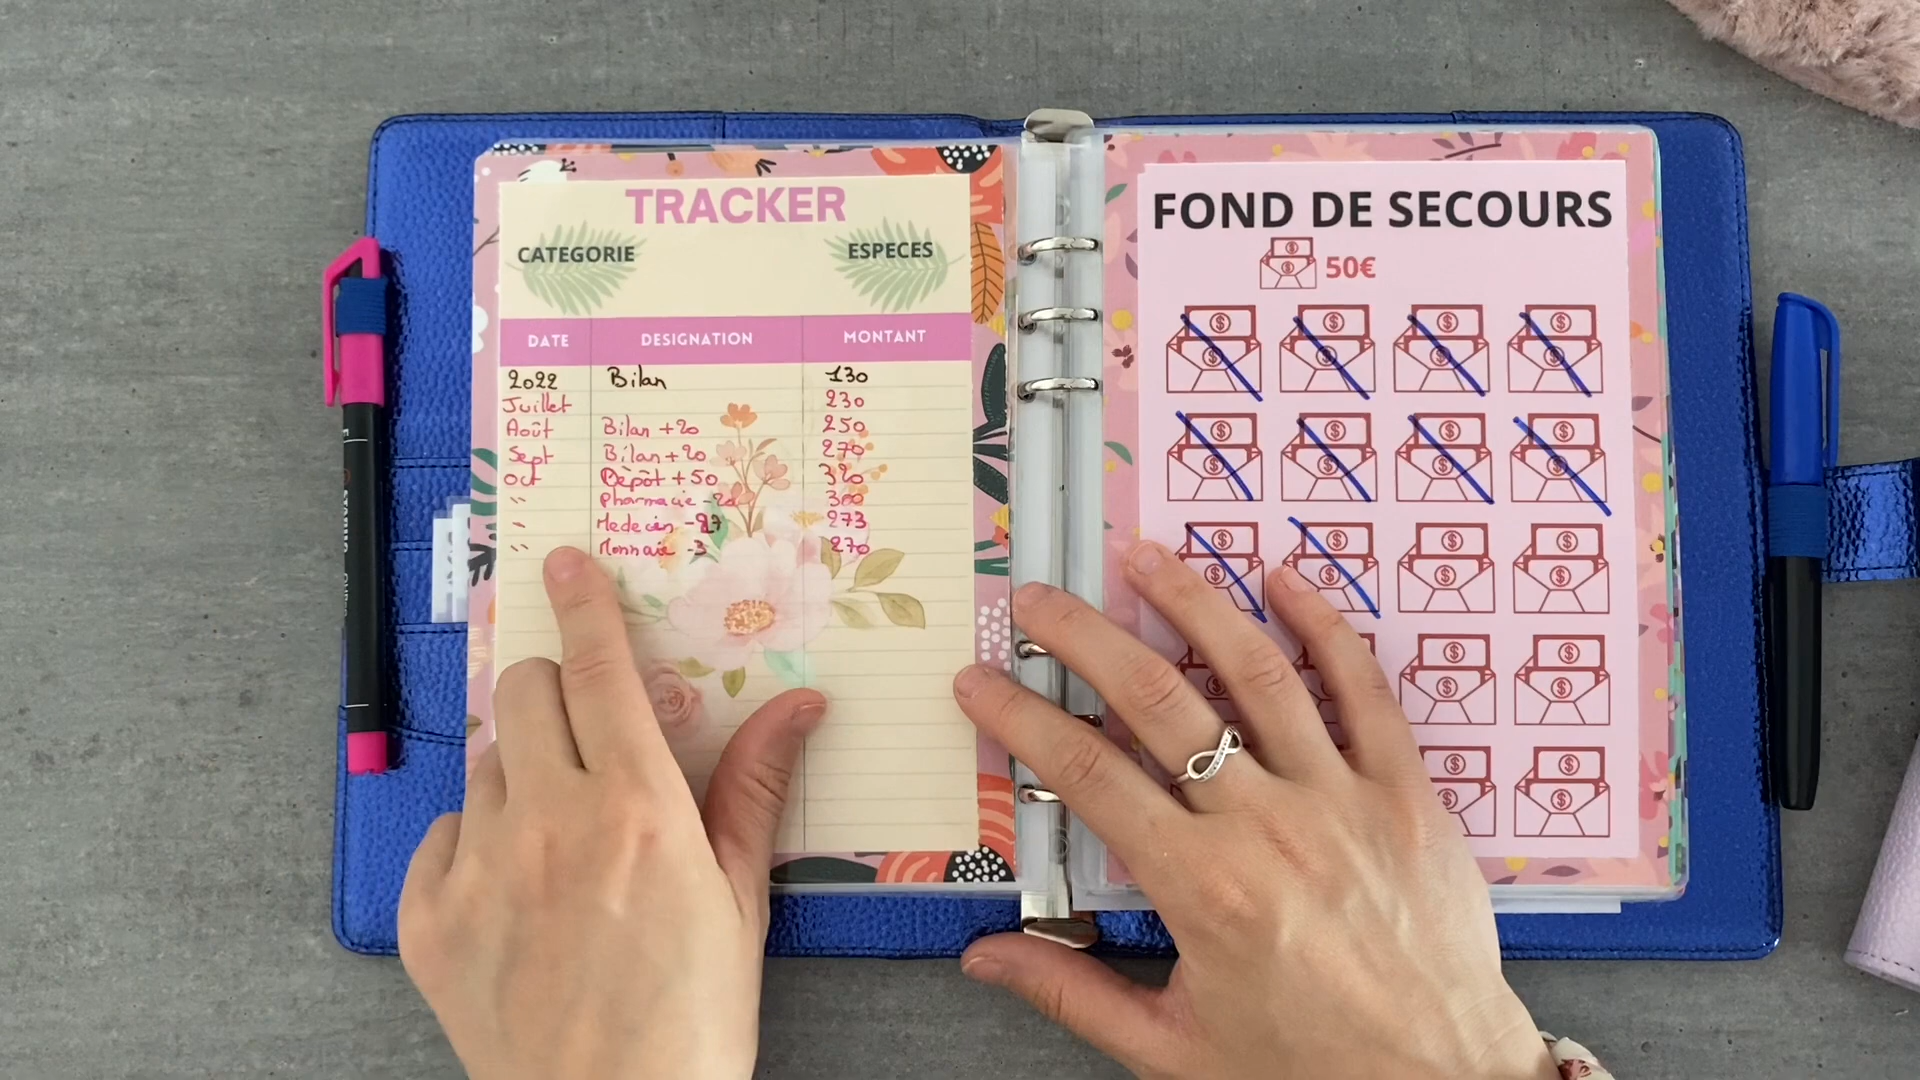 TRACKER
CATEGORIE ESPECES
DATE DESIGNATION MONTANT
2022 Bilan 130
Juillet 230
Août Bilan +20 250
Sept Bilan +20 270
oct Dépôt +50 320
" pharmacie -20 300
" Medecin -27 273
" Monnaie -3 270
FOND DE SECOURS
50€